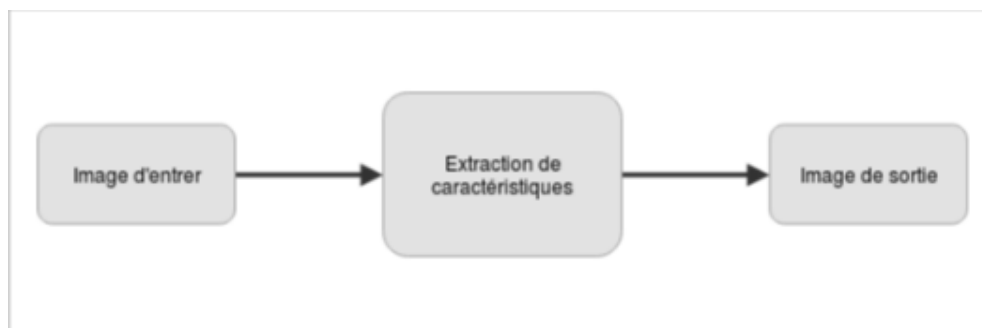 Image d'entrer
Extraction de
caractéristiques
Image de sortie